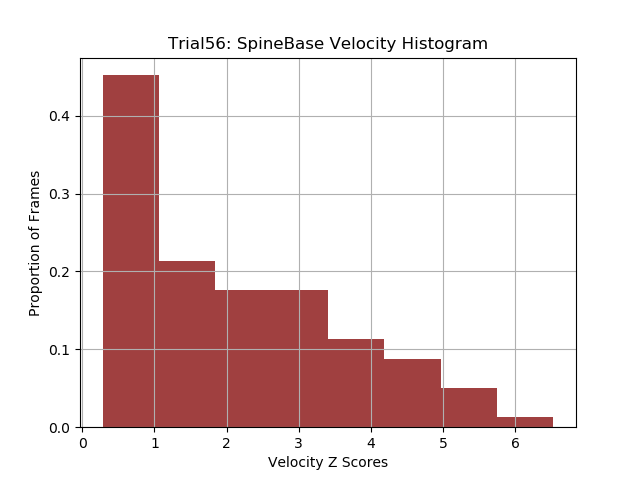 Trial56: SpineBase Velocity Histogram
Proportion of Frames
0.4
0.3
0.2
0.1
0.0
0 1 2 3 4 5 6
Velocity Z Scores